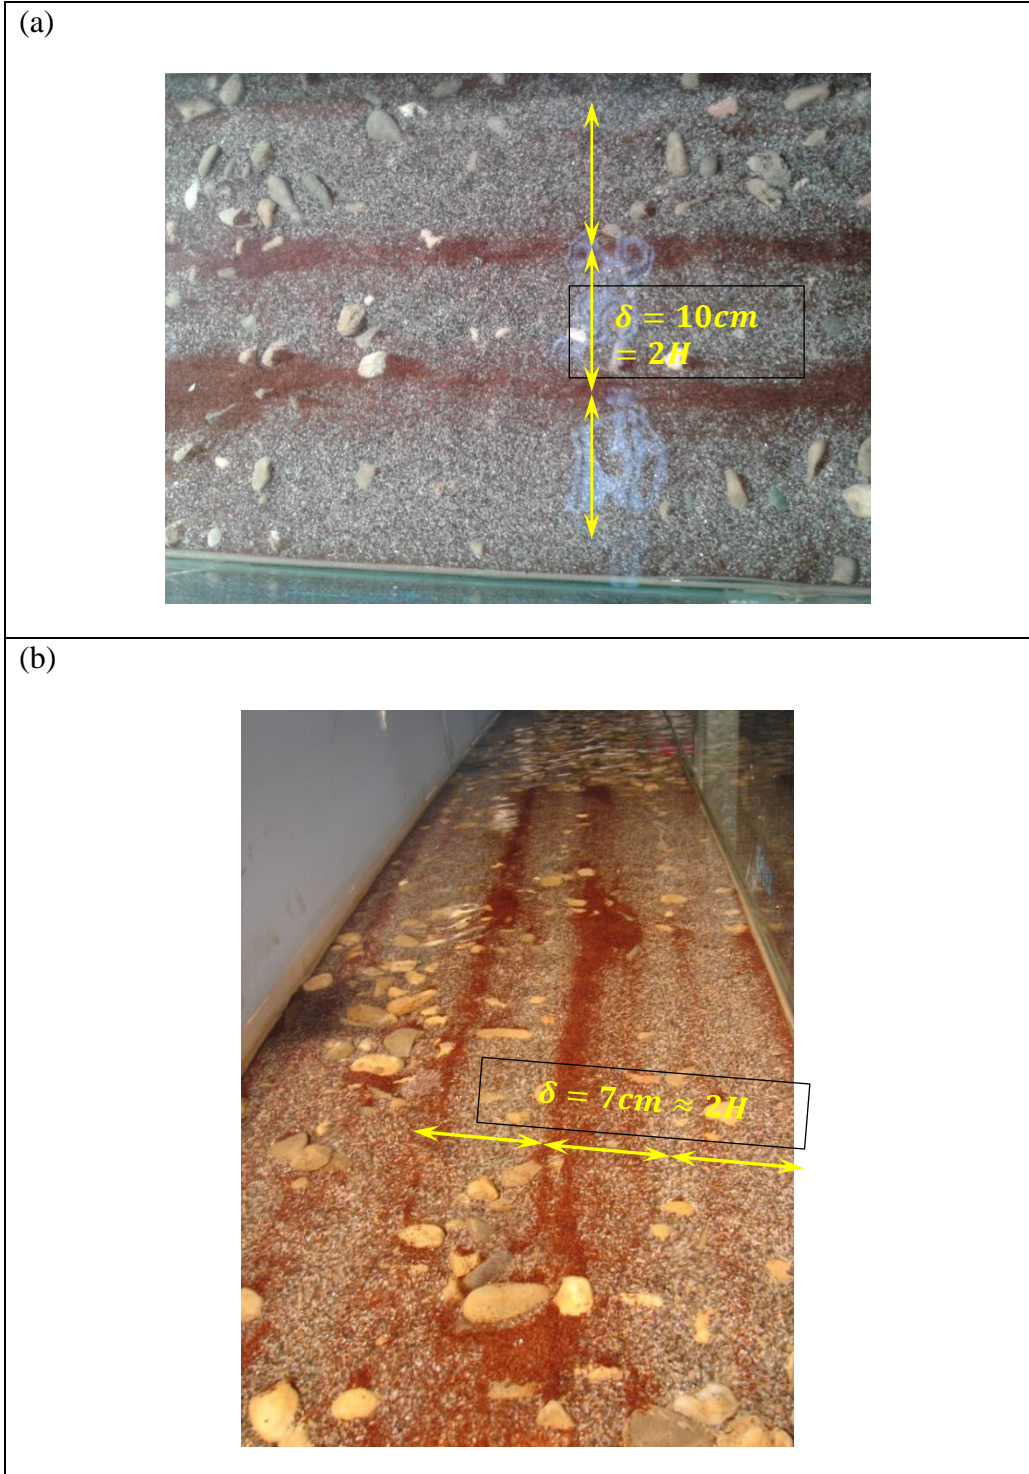 (a)
δ = 10cm
= 2H
(b)
δ = 7cm ≈ 2H